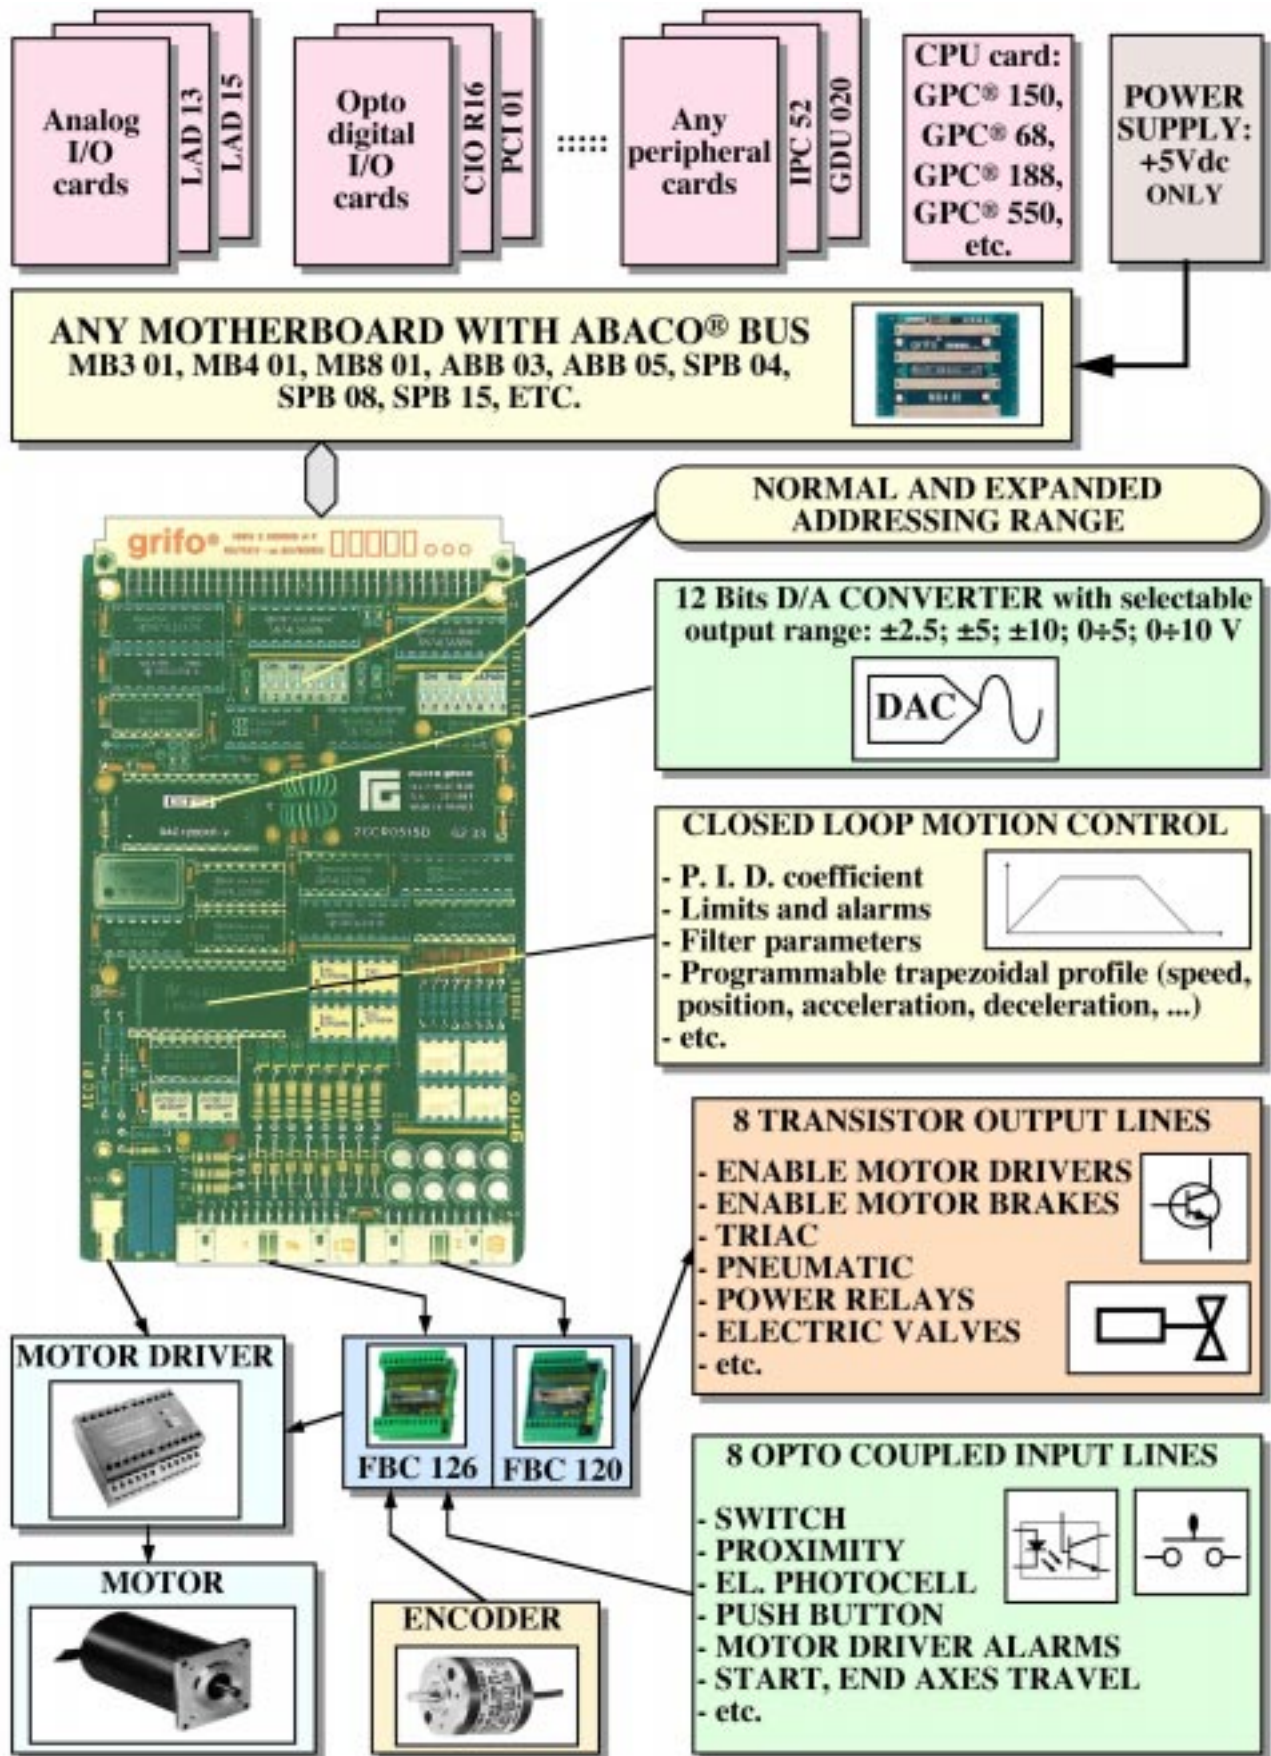 Analog
I/O
cards
LAD 13
LAD 15
Opto
digital
I/O
cards
CIO R16
PCI 01
Any
peripheral
cards
IPC 52
GDU 020
CPU card:
GPC® 150,
GPC® 68,
GPC® 188,
GPC® 550,
etc.
POWER
SUPPLY:
+5Vdc
ONLY
ANY MOTHERBOARD WITH ABACO® BUS
MB3 01, MB4 01, MB8 01, ABB 03, ABB 05, SPB 04,
SPB 08, SPB 15, ETC.
grifo
MB4 01
NORMAL AND EXPANDED
ADDRESSING RANGE
grifo®
12 Bits D/A CONVERTER with selectable
output range: ±2.5; ±5; ±10; 0÷5; 0÷10 V
DAC
CLOSED LOOP MOTION CONTROL
- P. I. D. coefficient
- Limits and alarms
- Filter parameters
- Programmable trapezoidal profile (speed,
position, acceleration, deceleration, ...)
- etc.
grifo®
8 TRANSISTOR OUTPUT LINES
- ENABLE MOTOR DRIVERS
- ENABLE MOTOR BRAKES
- TRIAC
- PNEUMATIC
- POWER RELAYS
- ELECTRIC VALVES
- etc.
MOTOR DRIVER
FBC 126
FBC 120
8 OPTO COUPLED INPUT LINES
- SWITCH
- PROXIMITY
- EL. PHOTOCELL
- PUSH BUTTON
- MOTOR DRIVER ALARMS
- START, END AXES TRAVEL
- etc.
MOTOR
ENCODER